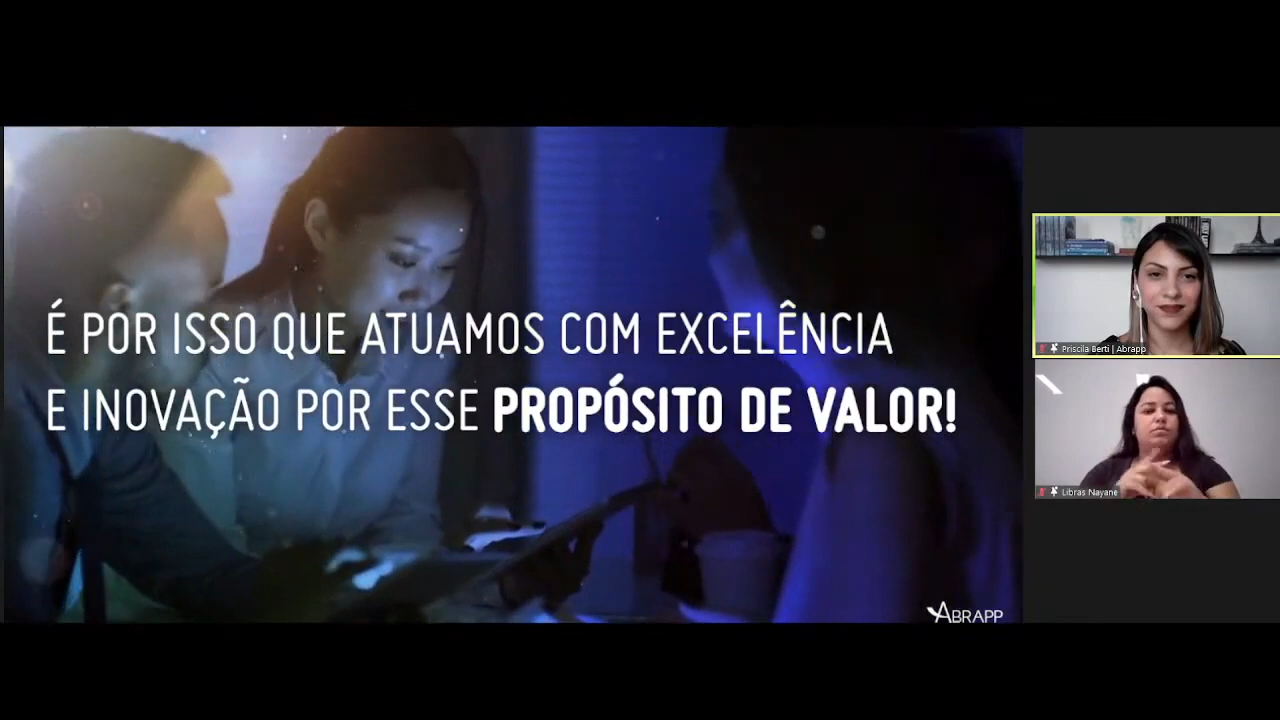 É POR ISSO QUE ATUAMOS COM EXCELÊNCIA
E INOVAÇÃO POR ESSE PROPÓSITO DE VALOR!
ABRAPP
Priscila Berti | Abrapp
Libras Nayane